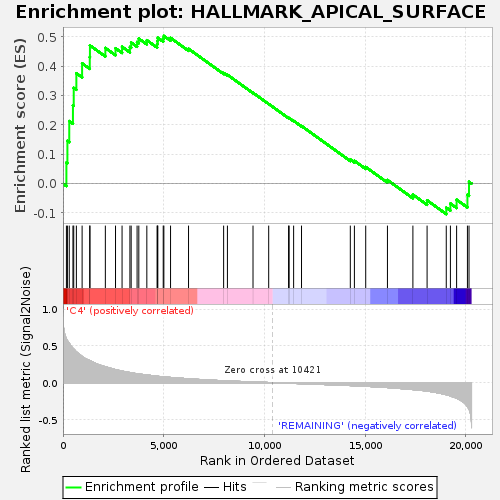 Enrichment plot: HALLMARK_APICAL_SURFACE
Enrichment score (ES)
0.5
0.4
0.3
0.2
0.1
0.0
-0.1
Ranked list metric (Signal2Noise)
1.0
0.5
0.0
-0.5
'C4' (positively correlated)
Zero cross at 10421
'REMAINING' (negatively correlated)
0 5,000 10,000 15,000 20,000
Rank in Ordered Dataset
Enrichment profile Hits Ranking metric scores